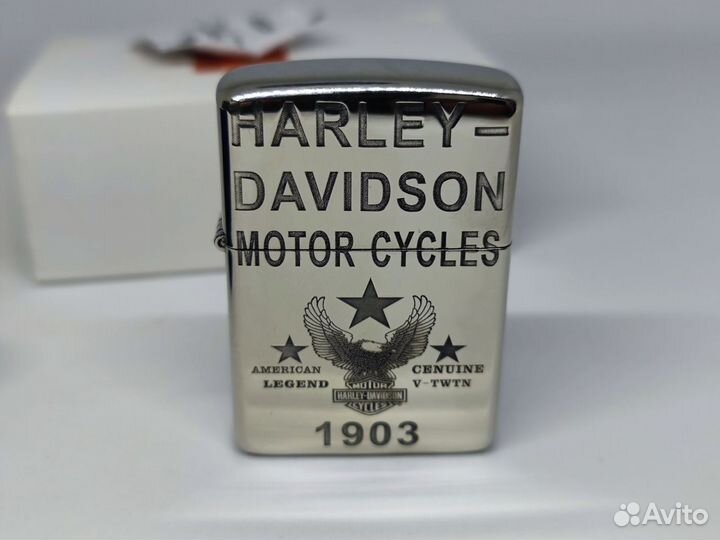 HARLEY-
DAVIDSON
MOTOR CYCLES
AMERICAN
LEGEND
CENUINE
V-TWTN
MOTOR
HARLEY-DAVIDSON
CYCLES
1903
Avito